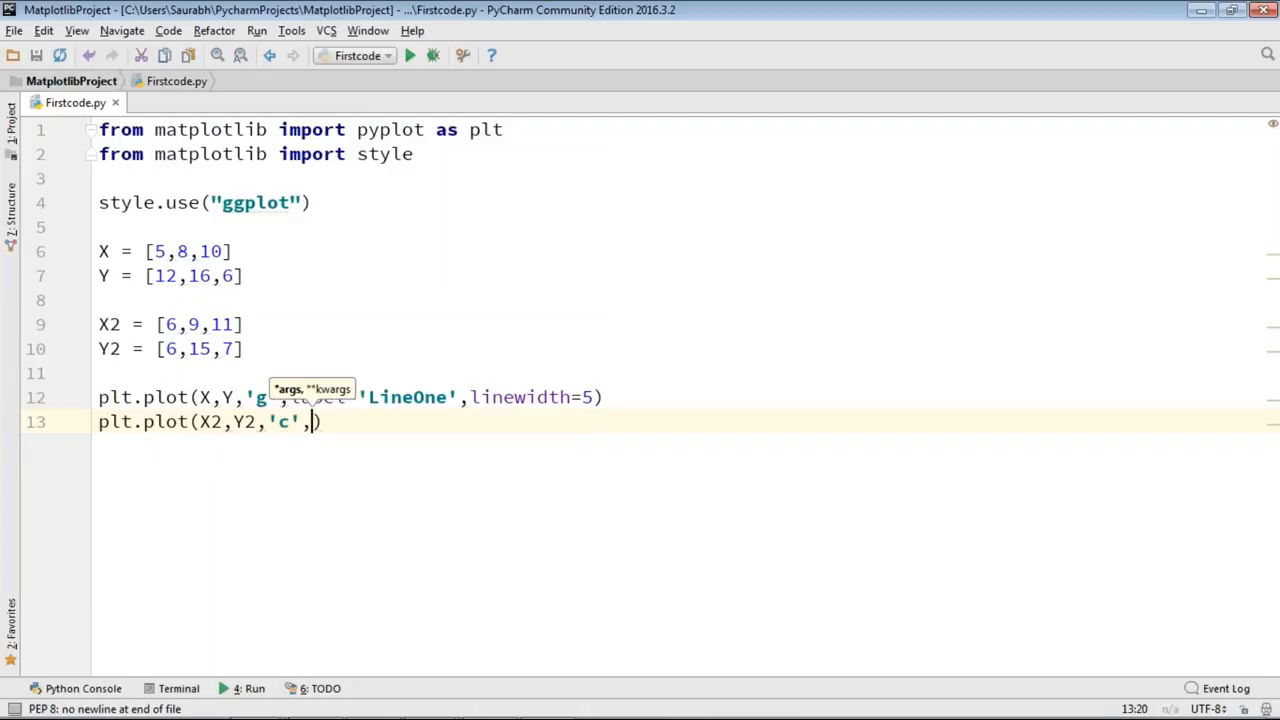 MatplotlibProject - [C:\Users\Saurabh\PycharmProjects\MatplotlibProject] - ...\Firstcode.py - PyCharm Community Edition 2016.3.2
File Edit View Navigate Code Refactor Run Tools VCS Window Help
Firstcode
MatplotlibProject Firstcode.py
Firstcode.py
1: Project
Z: Structure
2: Favorites
1 from matplotlib import pyplot as plt
2 from matplotlib import style
3
4 style.use("ggplot")
5
6 X = [5,8,10]
7 Y = [12,16,6]
8
9 X2 = [6,9,11]
10 Y2 = [6,15,7]
11
*args, **kwargs
12 plt.plot(X,Y,'g 'LineOne',linewidth=5)
13 plt.plot(X2,Y2,'c',)
Python Console Terminal 4: Run 6: TODO Event Log
PEP 8: no newline at end of file 13:20 n/a UTF-8